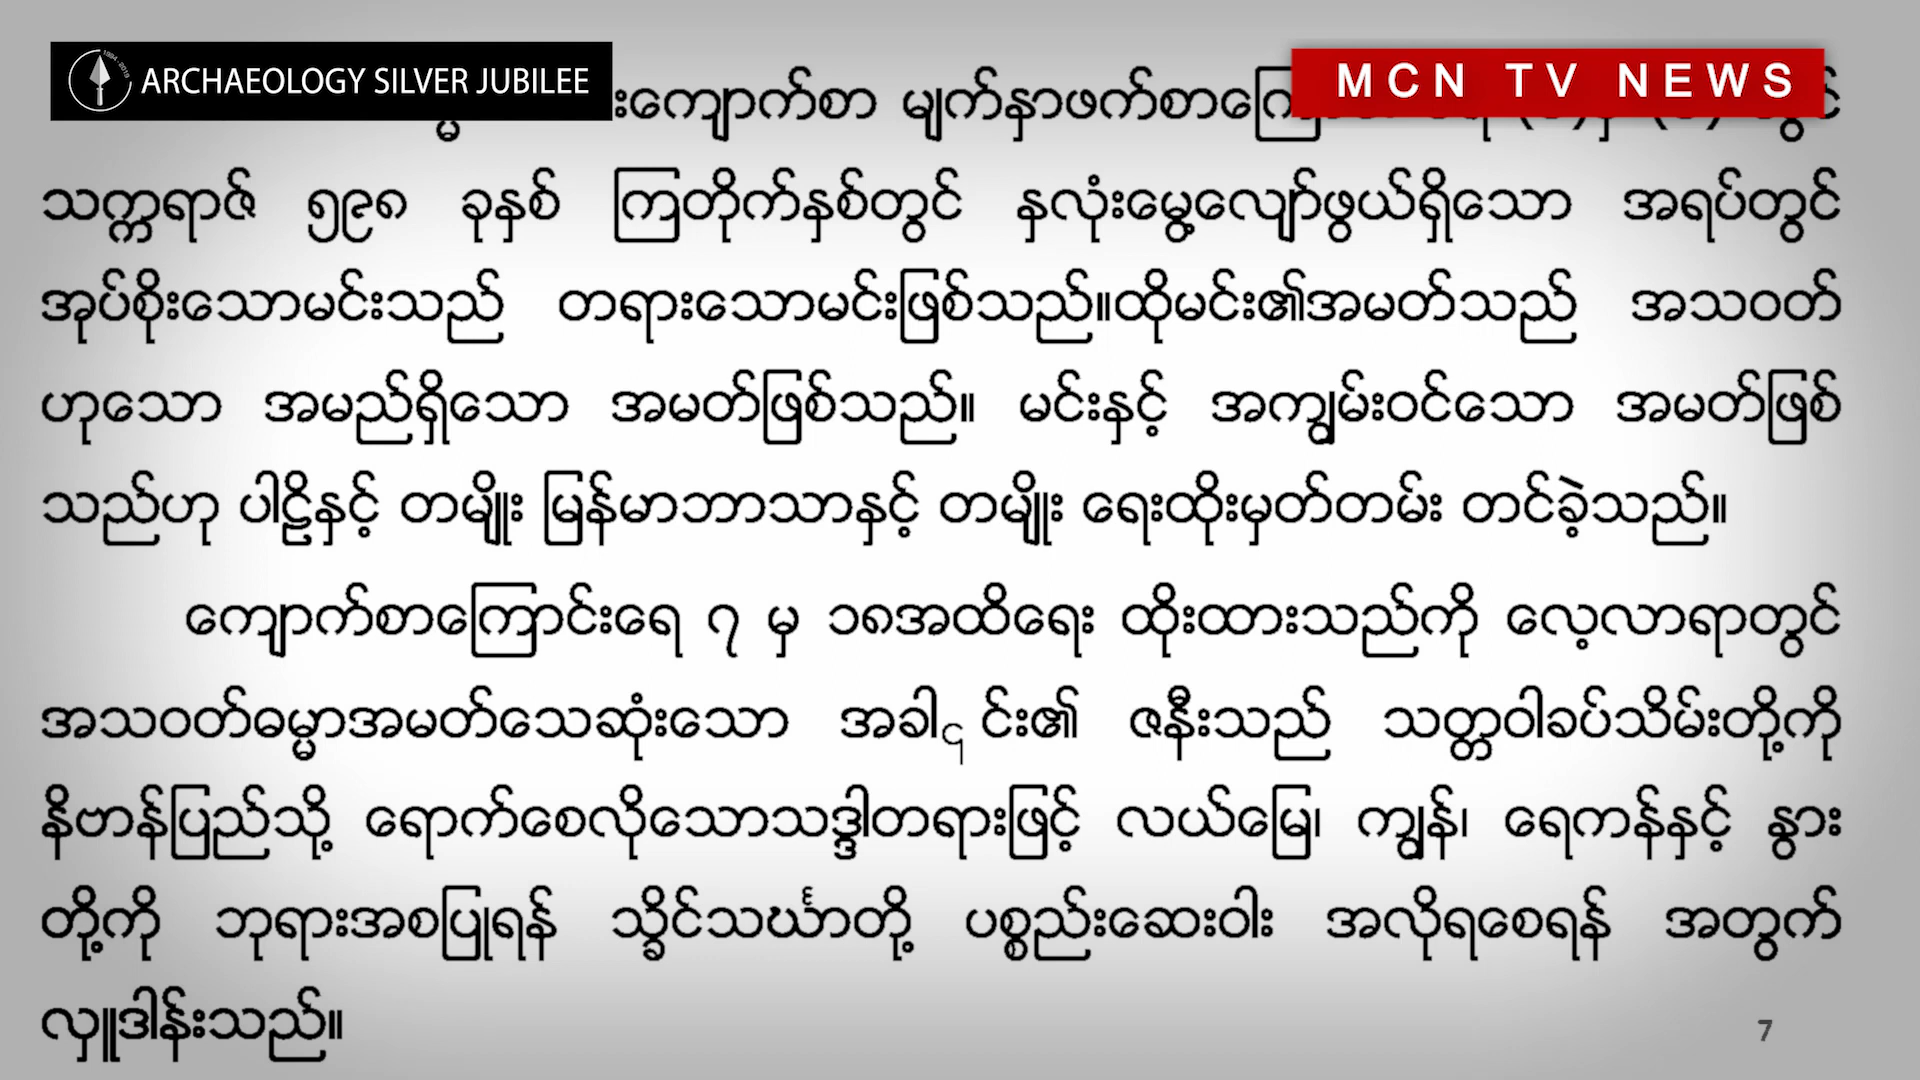 1994-2019
ARCHAEOLOGY SILVER JUBILEE
MCN TV NEWS
းကျောက်စာ မျက်နှာဖက်စာကြော
သက္ကရာဇ် ၅၉၈ ခုနှစ် ကြတိုက်နှစ်တွင် နှလုံးမွေ့လျော်ဖွယ်ရှိသော အရပ်တွင်
အုပ်စိုးသောမင်းသည် တရားသောမင်းဖြစ်သည်။ထိုမင်း၏အမတ်သည် အသဝတ်
ဟုသော အမည်ရှိသော အမတ်ဖြစ်သည်။ မင်းနှင့် အကျွမ်းဝင်သော အမတ်ဖြစ်
သည်ဟု ပါဠိနှင့် တမျိုး မြန်မာဘာသာနှင့် တမျိုး ရေးထိုးမှတ်တမ်း တင်ခဲ့သည်။
ကျောက်စာကြောင်းရေ ၇ မှ ၁၈အထိရေး ထိုးထားသည်ကို လေ့လာရာတွင်
အသဝတ်ဓမ္မာအမတ်သေဆုံးသော အခါ င်း၏ ဇနီးသည် သတ္တဝါခပ်သိမ်းတို့ကို
နိဗာန်ပြည်သို့ ရောက်စေလိုသောသဒ္ဒါတရားဖြင့် လယ်မြေ၊ ကျွန်၊ ရေကန်နှင့် နွား
တို့ကို ဘုရားအစပြုရန် သ္ခိင်သင်္ဃာတို့ ပစ္စည်းဆေးဝါး အလိုရစေရန် အတွက်
လှူဒါန်းသည်။
7